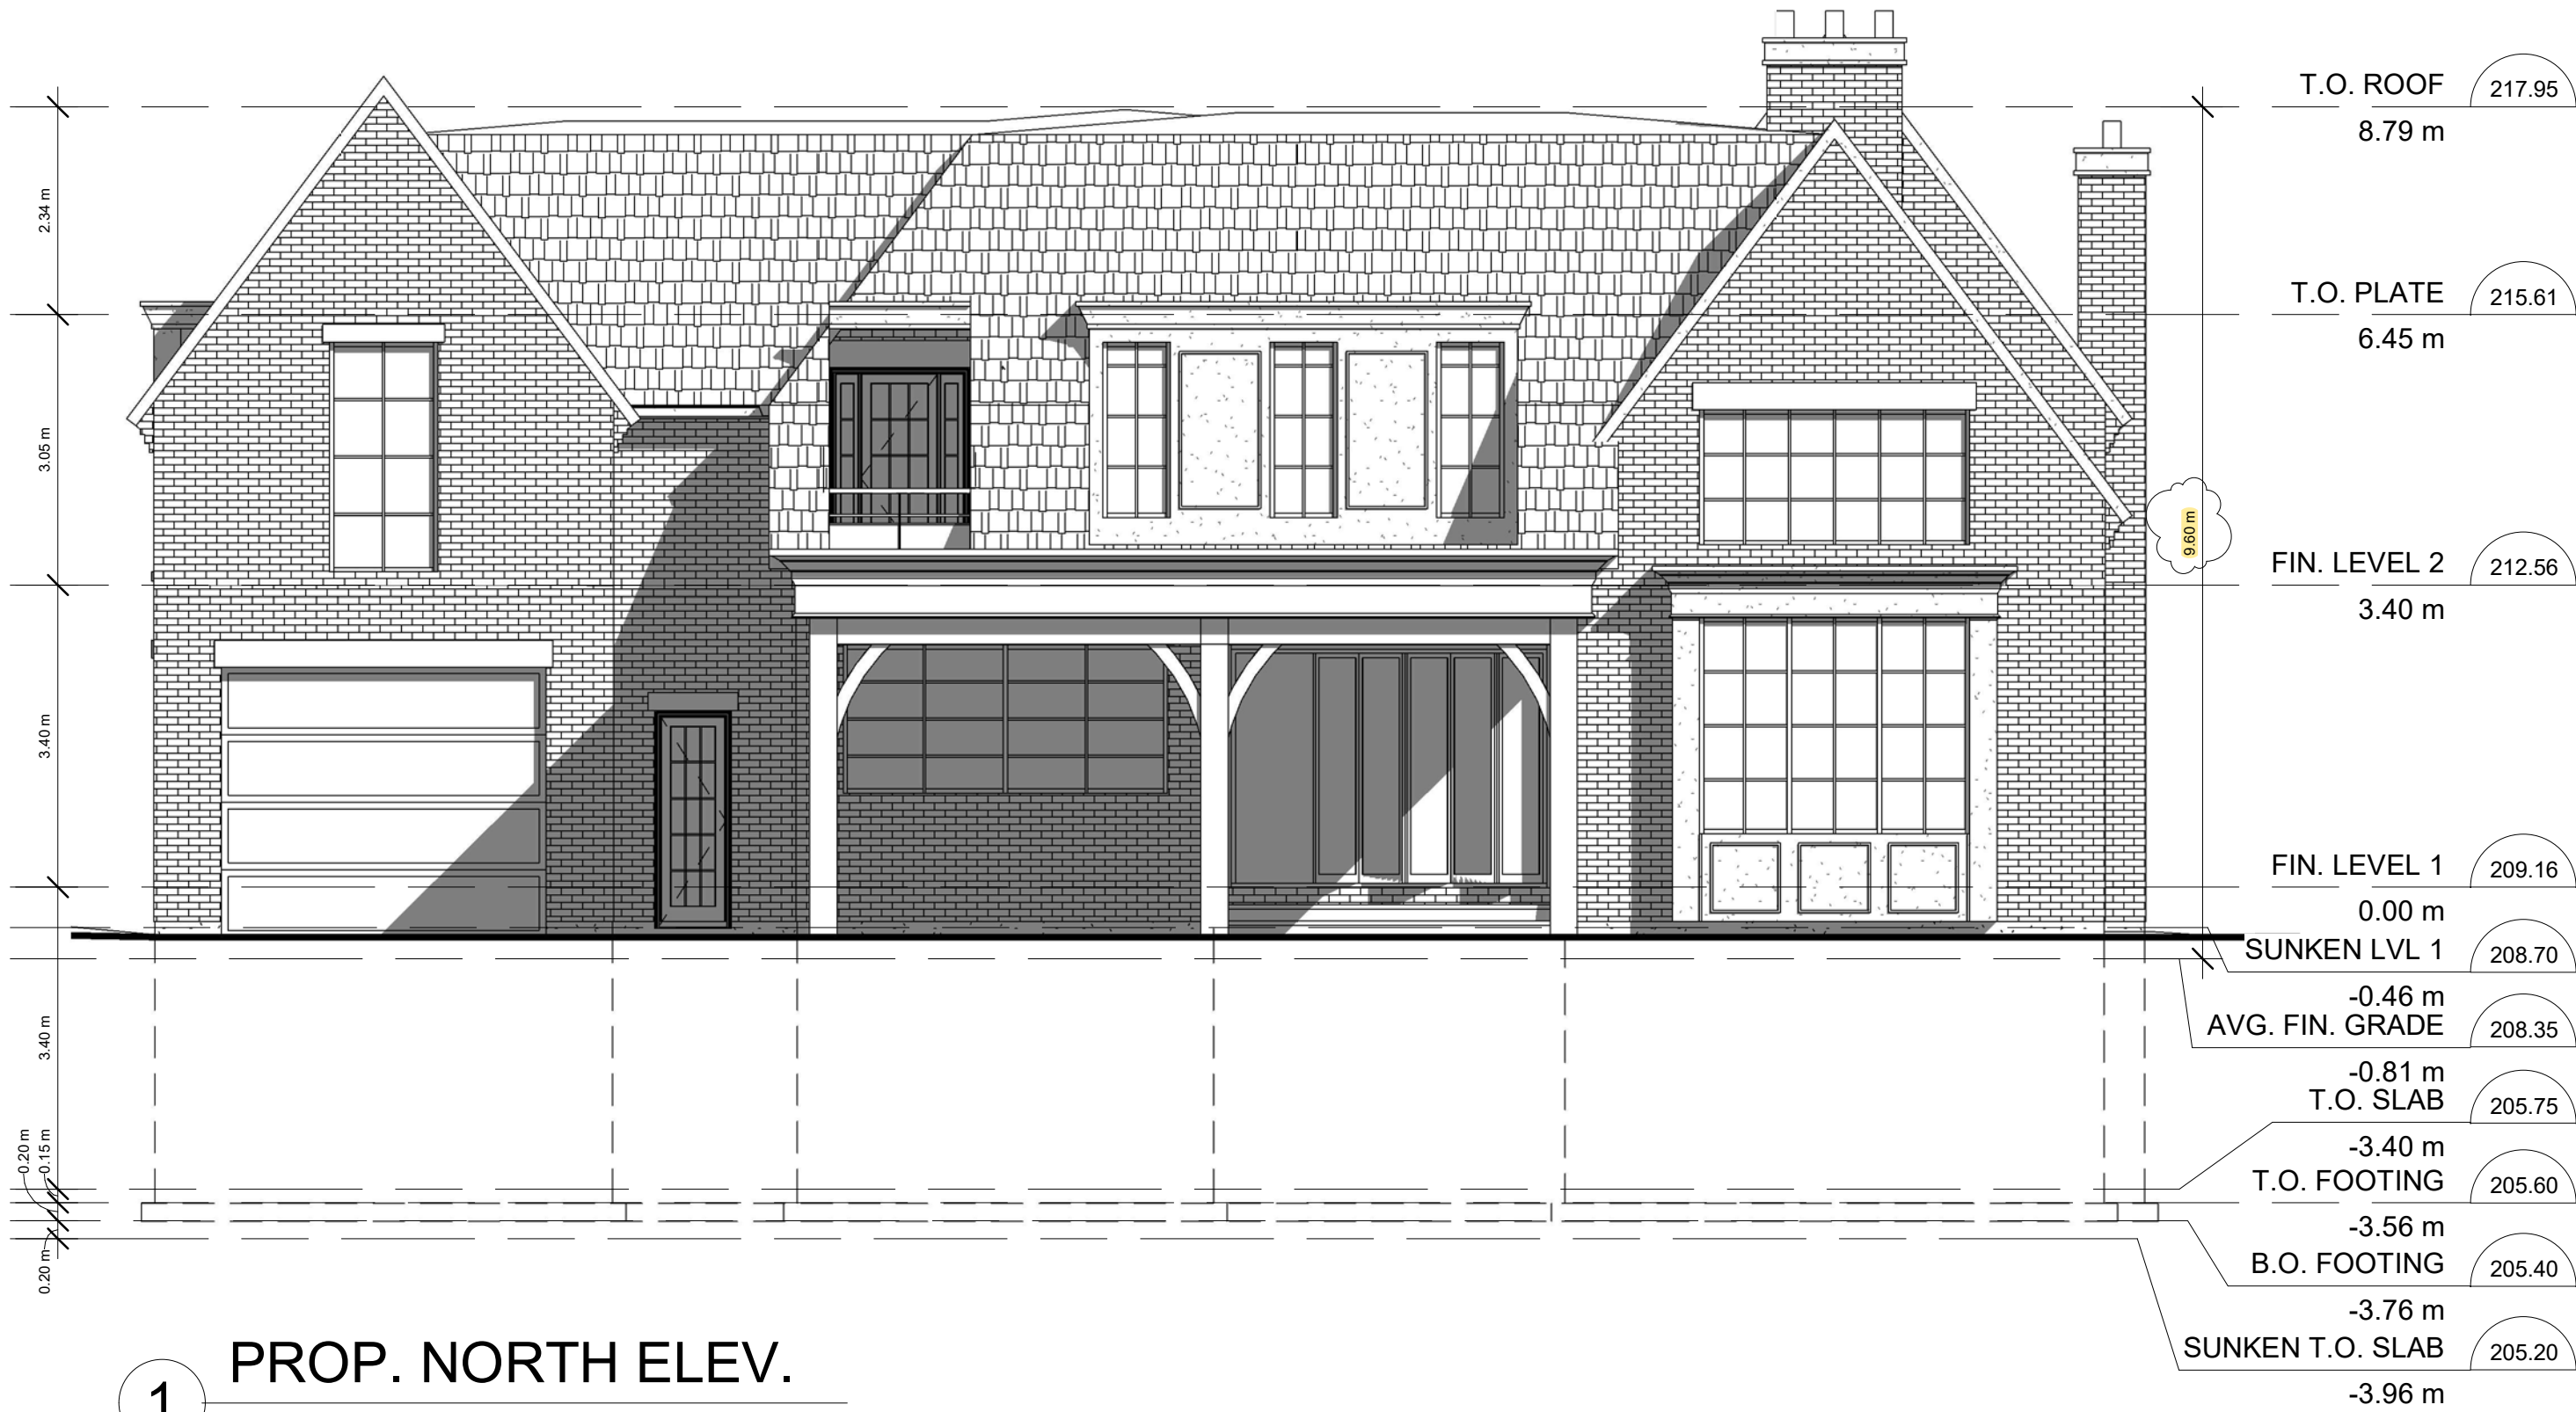 T.O. ROOF 217.95
8.79 m
2.34 m
T.O. PLATE 215.61
6.45 m
3.05 m
9.60 m
FIN. LEVEL 2 212.56
3.40 m
3.40 m
FIN. LEVEL 1 209.16
0.00 m
SUNKEN LVL 1 208.70
-0.46 m
AVG. FIN. GRADE 208.35
-0.81 m
3.40 m
T.O. SLAB 205.75
-3.40 m
0.20 m
0.15 m
T.O. FOOTING 205.60
-3.56 m
B.O. FOOTING 205.40
-3.76 m
0.20 m
SUNKEN T.O. SLAB 205.20
-3.96 m
1 PROP. NORTH ELEV.